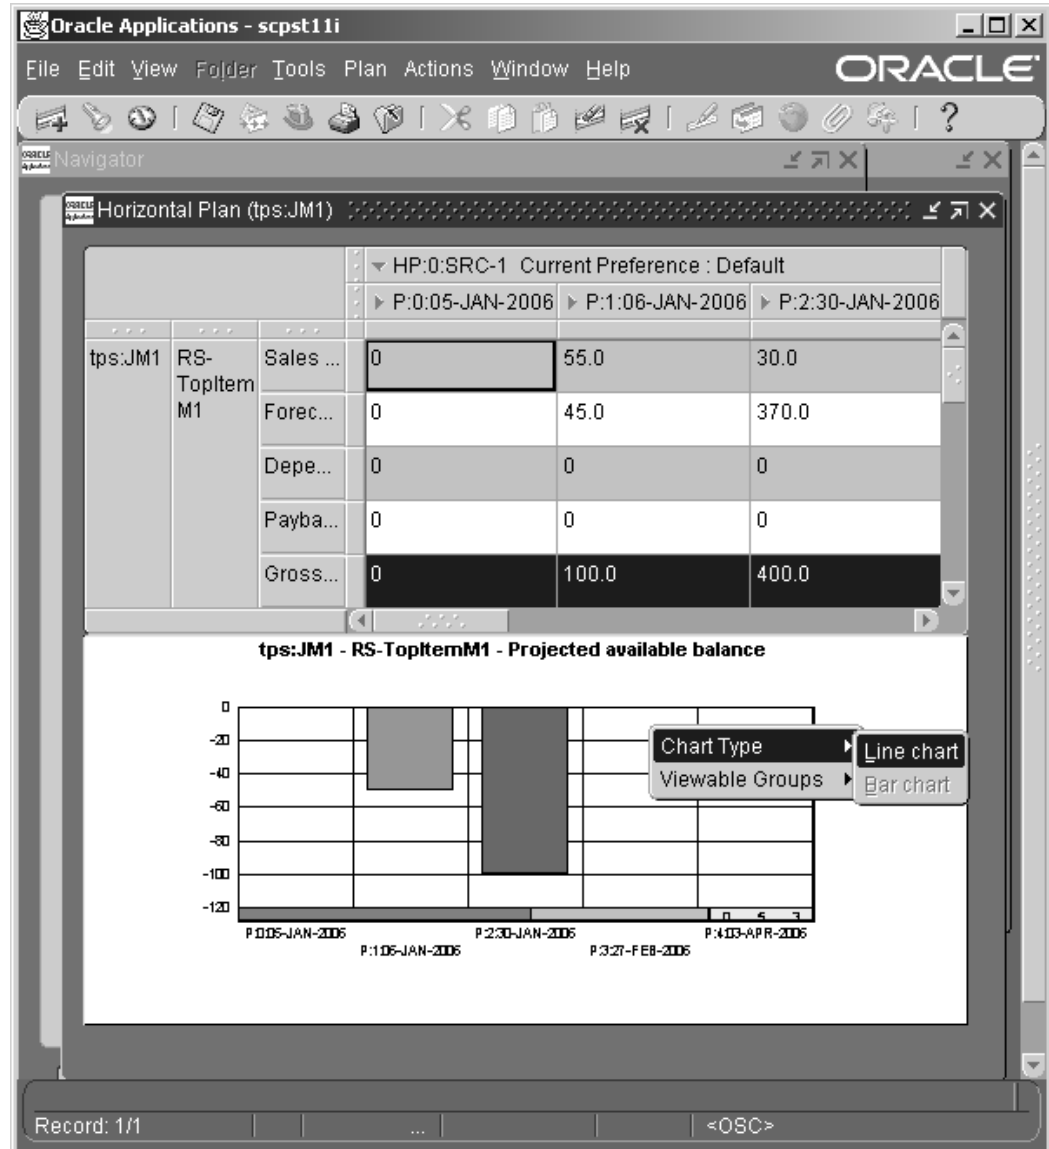 Oracle Applications - scpst11i
File Edit View Folder Tools Plan Actions Window Help ORACLE
Navigator
Horizontal Plan (tps:JM1)
HP:0:SRC-1 Current Preference : Default
P:0:05-JAN-2006 P:1:06-JAN-2006 P:2:30-JAN-2006
tps:JM1 RS-TopItemM1 Sales ... 0 55.0 30.0
Forec... 0 45.0 370.0
Depe... 0 0 0
Payba... 0 0 0
Gross... 0 100.0 400.0
tps:JM1 - RS-TopItemM1 - Projected available balance
0
-20
-40
-60
-80
-100
-120
Chart Type Line chart
Viewable Groups Bar chart
0 5 3
P:0:05-JAN-2006 P:2:30-JAN-2006 P:4:03-APR-2006
P:1:06-JAN-2006 P:3:27-FEB-2006
Record: 1/1 ... <OSC>